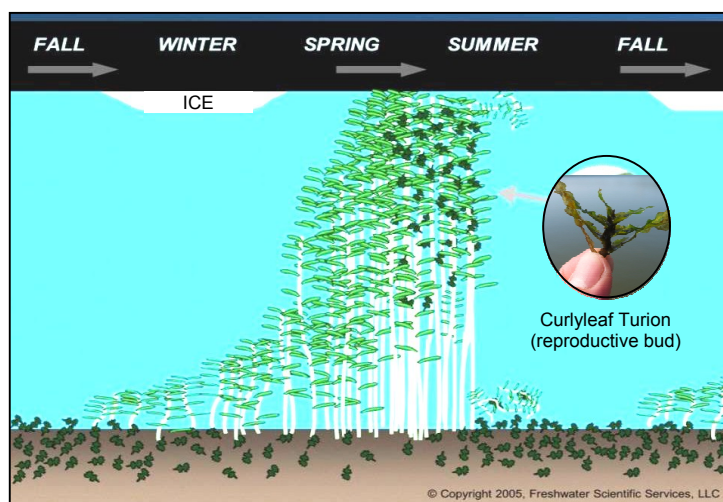 FALL WINTER SPRING SUMMER FALL
ICE
Curlyleaf Turion
(reproductive bud)
© Copyright 2005, Freshwater Scientific Services, LLC